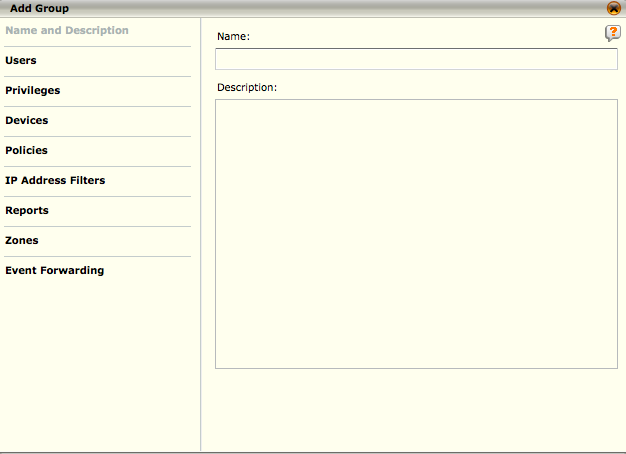 Add Group
Name and Description
Users
Privileges
Devices
Policies
IP Address Filters
Reports
Zones
Event Forwarding
Name:
?
Description: